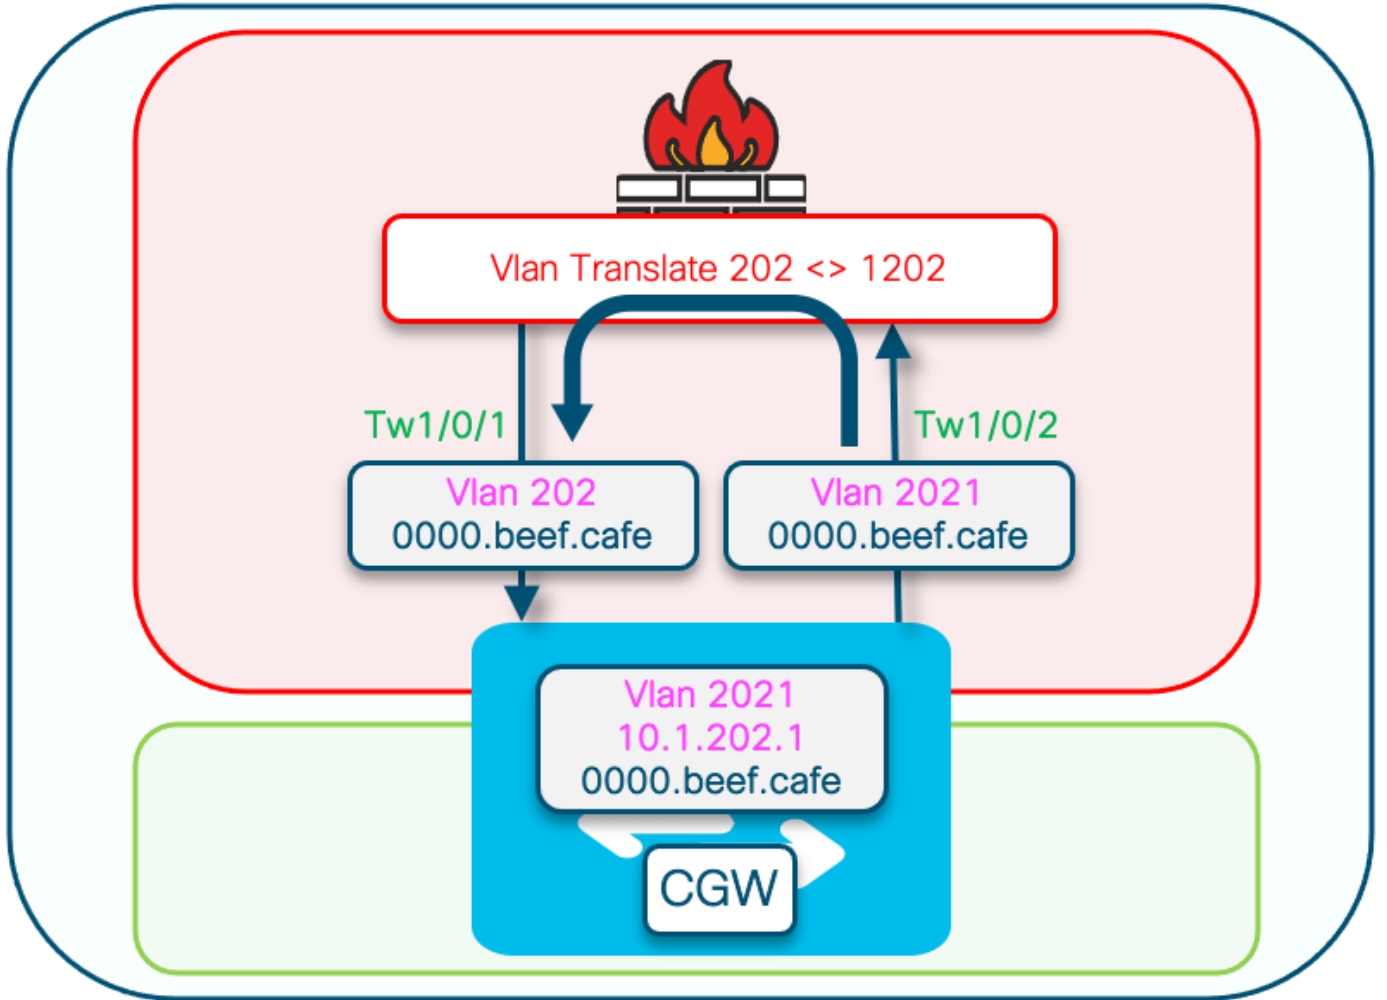 Vlan Translate 202 <> 1202
Tw1/0/1
Tw1/0/2
Vlan 202
0000.beef.cafe
Vlan 2021
0000.beef.cafe
Vlan 2021
10.1.202.1
0000.beef.cafe
CGW